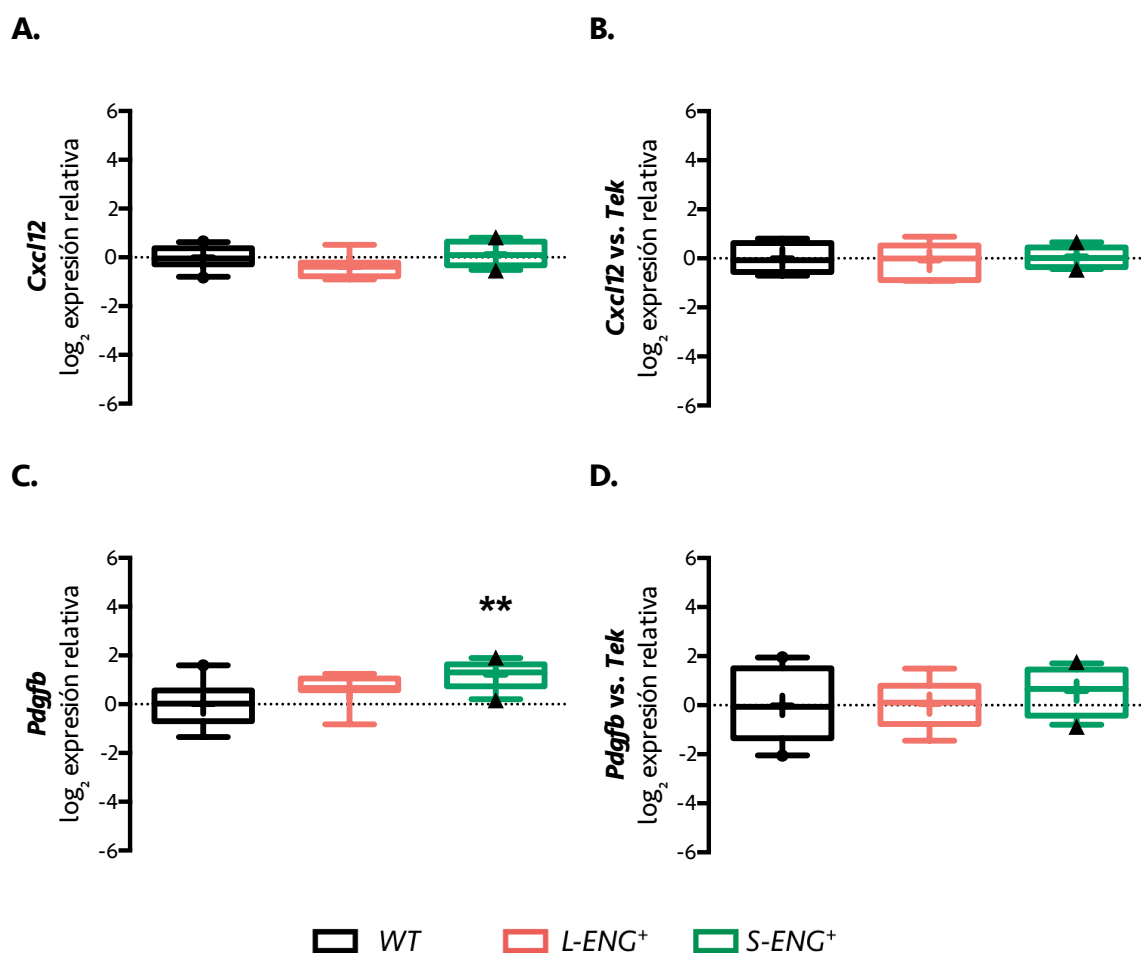 A.
B.
6
4
2
0
-2
-4
-6
Cxcl12
log₂ expresión relativa
6
4
2
0
-2
-4
-6
Cxcl12 vs. Tek
log₂ expresión relativa
C.
D.
6
4
2
0
-2
-4
-6
Pdgfb
log₂ expresión relativa
**
6
4
2
0
-2
-4
-6
Pdgfb vs. Tek
log₂ expresión relativa
WT
L-ENG⁺
S-ENG⁺